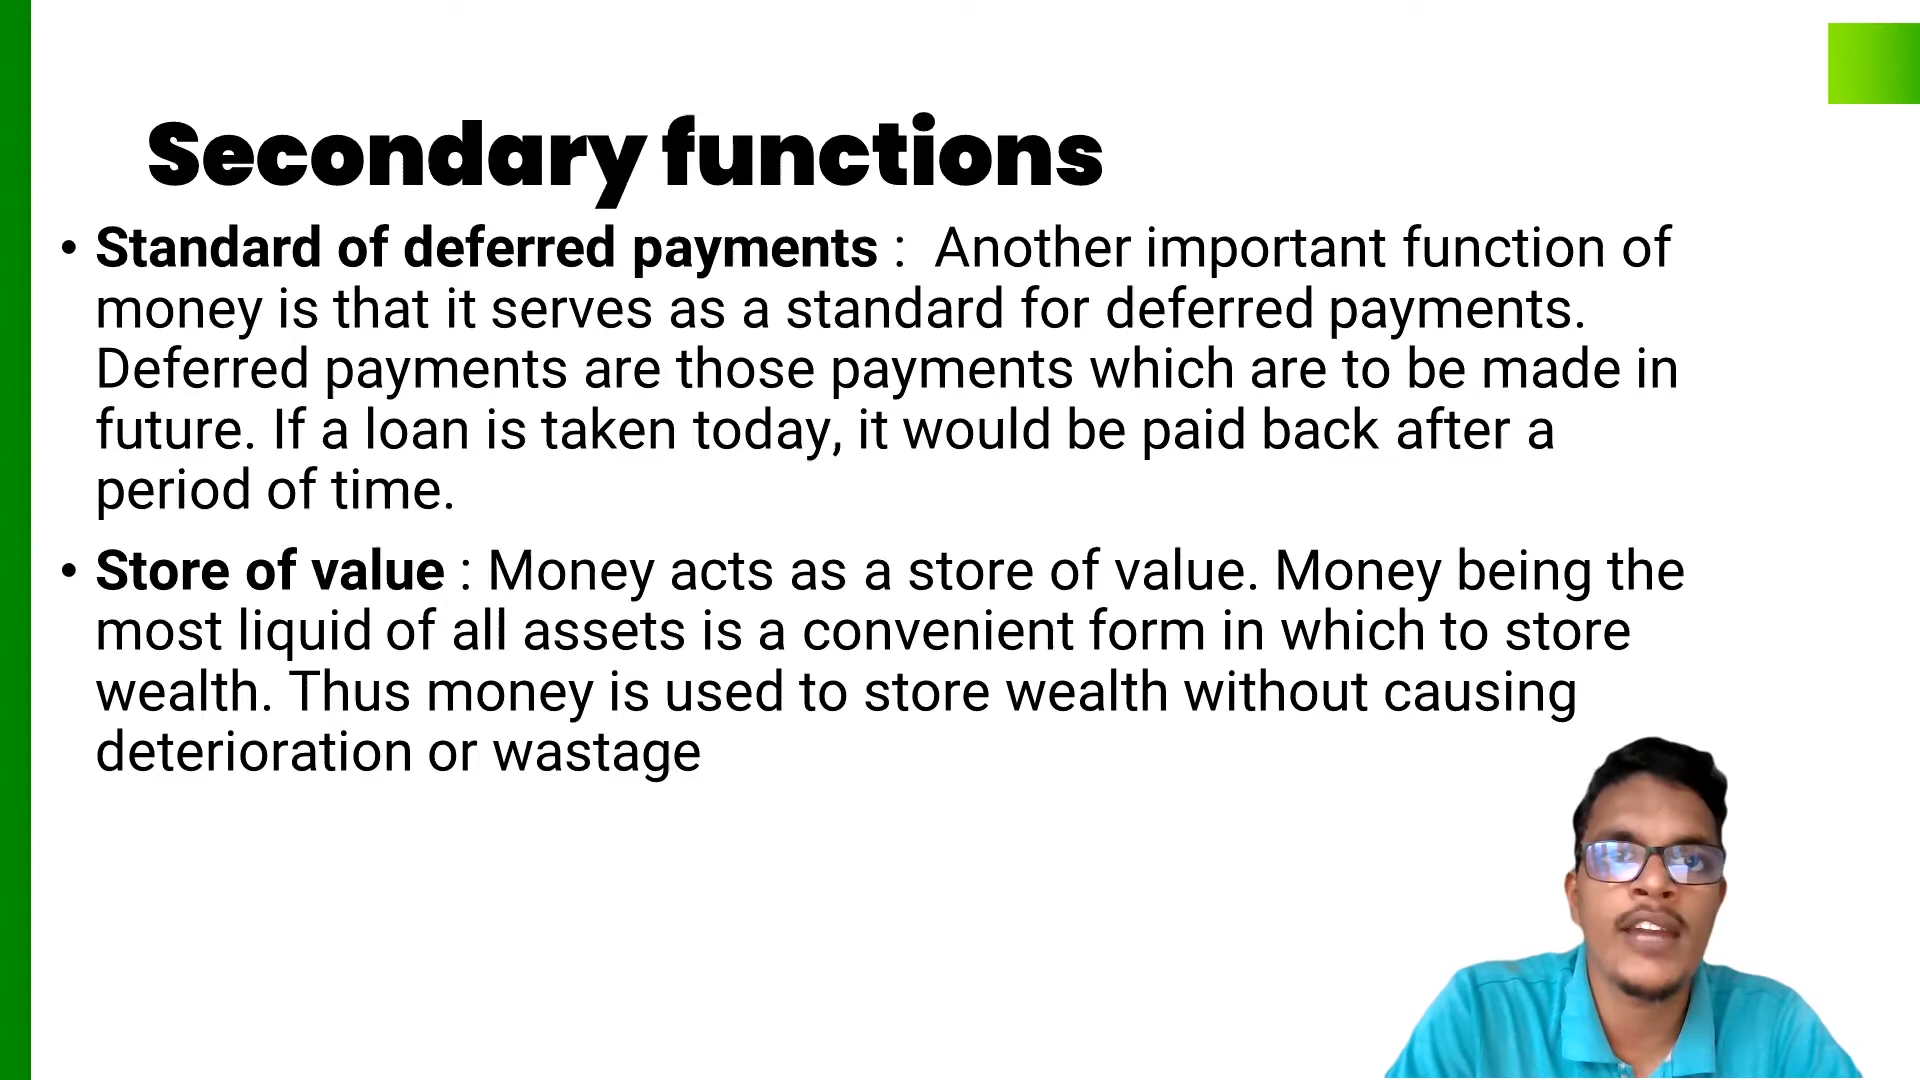 Secondary functions
• Standard of deferred payments :  Another important function of
money is that it serves as a standard for deferred payments.
Deferred payments are those payments which are to be made in
future. If a loan is taken today, it would be paid back after a
period of time.
• Store of value : Money acts as a store of value. Money being the
most liquid of all assets is a convenient form in which to store
wealth. Thus money is used to store wealth without causing
deterioration or wastage